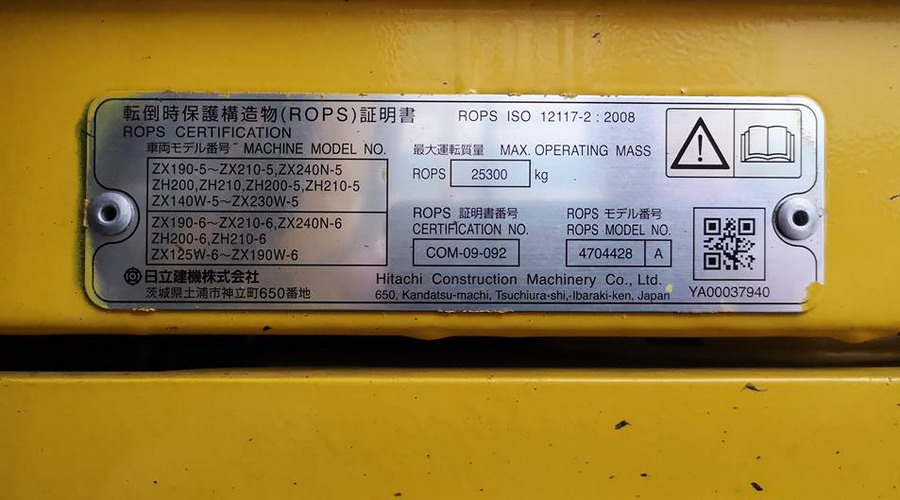 転倒時保護構造物(ROPS)証明書
ROPS CERTIFICATION
ROPS ISO 12117-2 : 2008
車両モデル番号 MACHINE MODEL NO.
ZX190-5～ZX210-5,ZX240N-5
ZH200,ZH210,ZH200-5,ZH210-5
ZX140W-5～ZX230W-5
ZX190-6～ZX210-6,ZX240N-6
ZH200-6,ZH210-6
ZX125W-6～ZX190W-6
最大運転質量 MAX. OPERATING MASS
ROPS 25300 kg
ROPS 証明書番号
CERTIFICATION NO.
COM-09-092
ROPS モデル番号
ROPS MODEL NO.
4704428 A
日立建機株式会社
茨城県土浦市神立町650番地
Hitachi Construction Machinery Co., Ltd.
650, Kandatsu-machi, Tsuchiura-shi, Ibaraki-ken, Japan
YA00037940